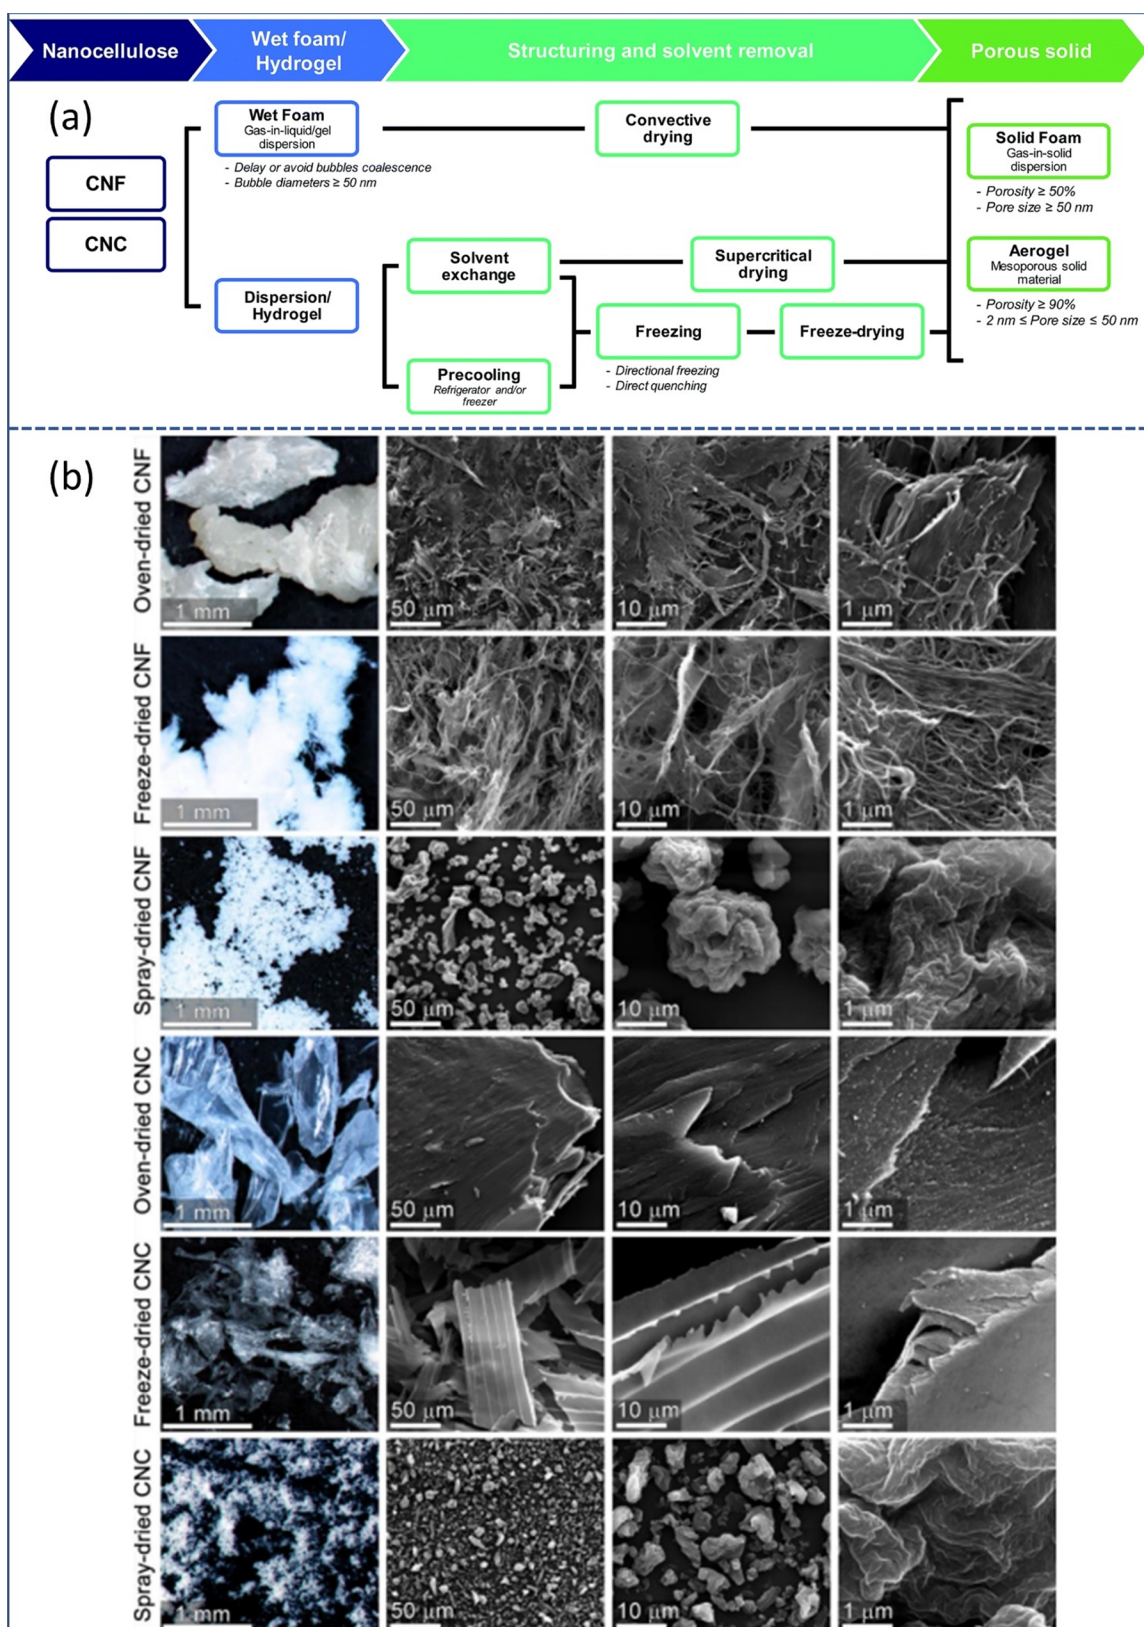 Nanocellulose
Wet foam/
Hydrogel
Structuring and solvent removal
Porous solid
(a)
CNF
CNC
Wet Foam
Gas-in-liquid/gel
dispersion
- Delay or avoid bubbles coalescence
- Bubble diameters ≥ 50 nm
Convective
drying
Solid Foam
Gas-in-solid
dispersion
- Porosity ≥ 50%
- Pore size ≥ 50 nm
Dispersion/
Hydrogel
Solvent
exchange
Supercritical
drying
Aerogel
Mesoporous solid
material
- Porosity ≥ 90%
- 2 nm ≤ Pore size ≤ 50 nm
Precooling
Refrigerator and/or
freezer
Freezing
- Directional freezing
- Direct quenching
Freeze-drying
(b)
Oven-dried CNF
1 mm
50 μm
10 μm
1 μm
Freeze-dried CNF
1 mm
50 μm
10 μm
1 μm
Spray-dried CNF
1 mm
50 μm
10 μm
1 μm
Oven-dried CNC
1 mm
50 μm
10 μm
1 μm
Freeze-dried CNC
1 mm
50 μm
10 μm
1 μm
Spray-dried CNC
1 mm
50 μm
10 μm
1 μm